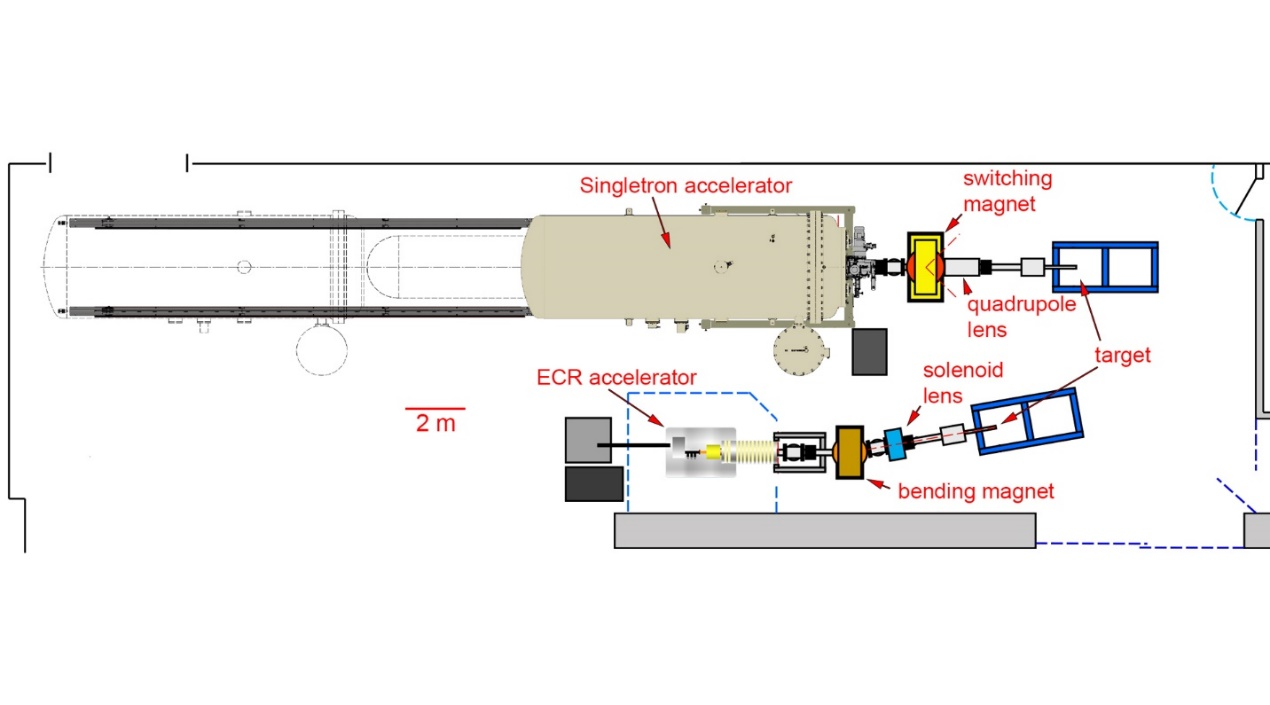 Singletron accelerator
switching
magnet
quadrupole
lens
target
solenoid
lens
ECR accelerator
2 m
bending magnet